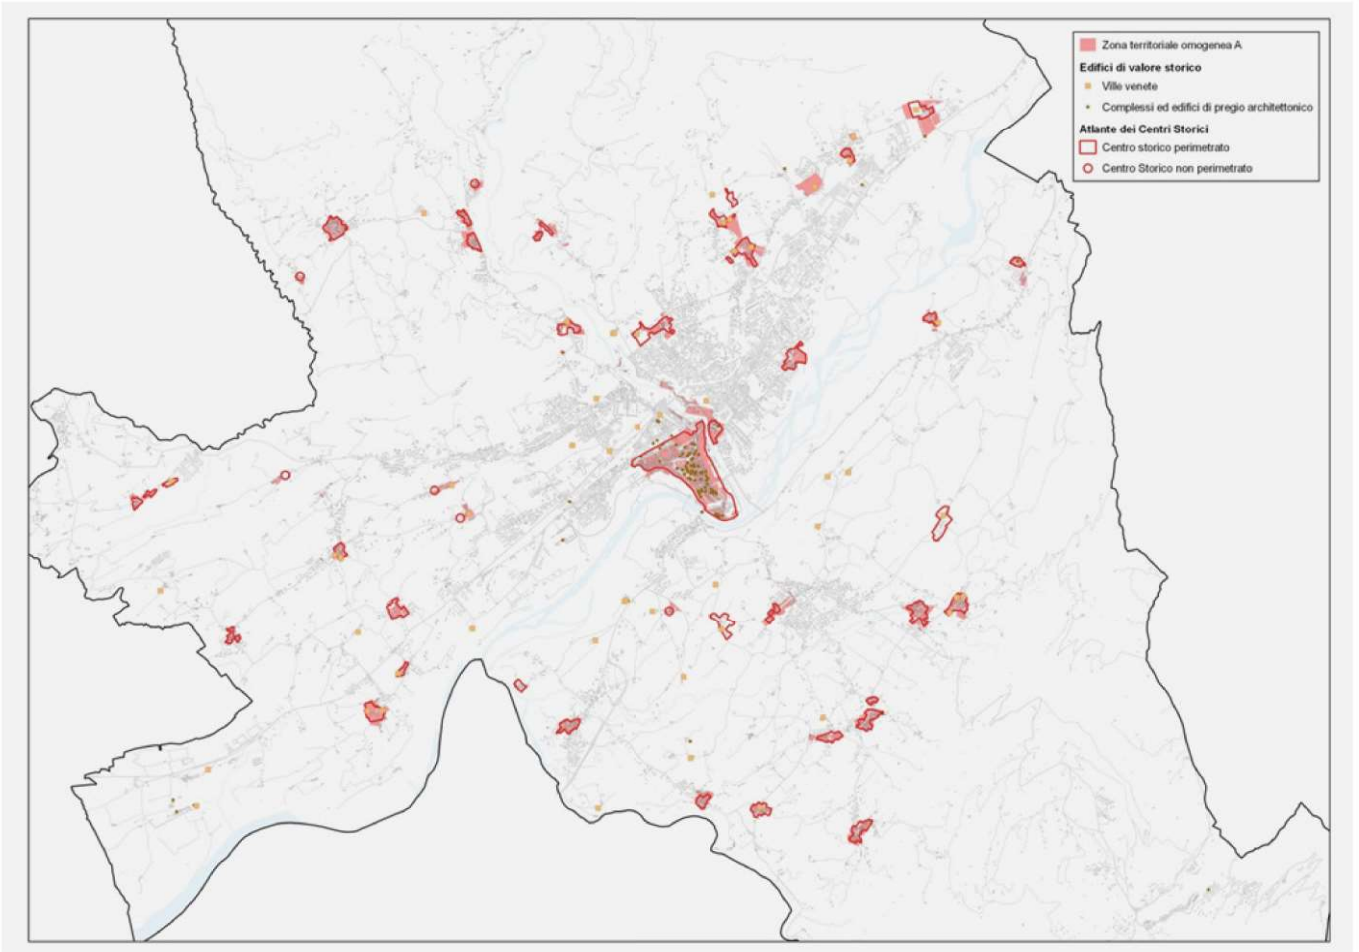 Zona territoriale omogenea A
Edifici di valore storico
Ville venete
Complessi ed edifici di pregio architettonico
Atlante dei Centri Storici
Centro storico perimetrato
Centro Storico non perimetrato